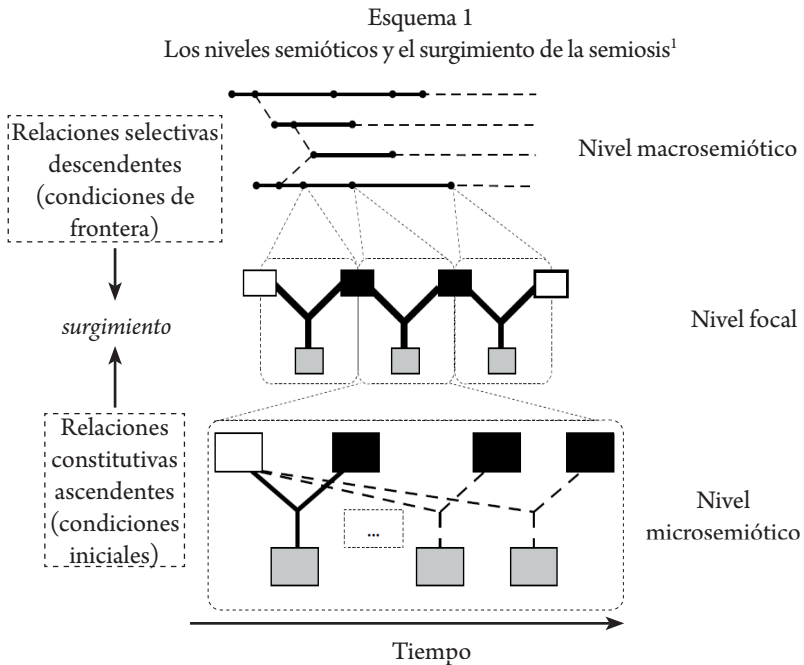 Esquema 1
Los niveles semióticos y el surgimiento de la semiosis¹
Relaciones selectivas
descendentes
(condiciones de
frontera)
Nivel macrosemiótico
surgimiento
Nivel focal
Relaciones
constitutivas
ascendentes
(condiciones
iniciales)
...
Nivel
microsemiótico
Tiempo